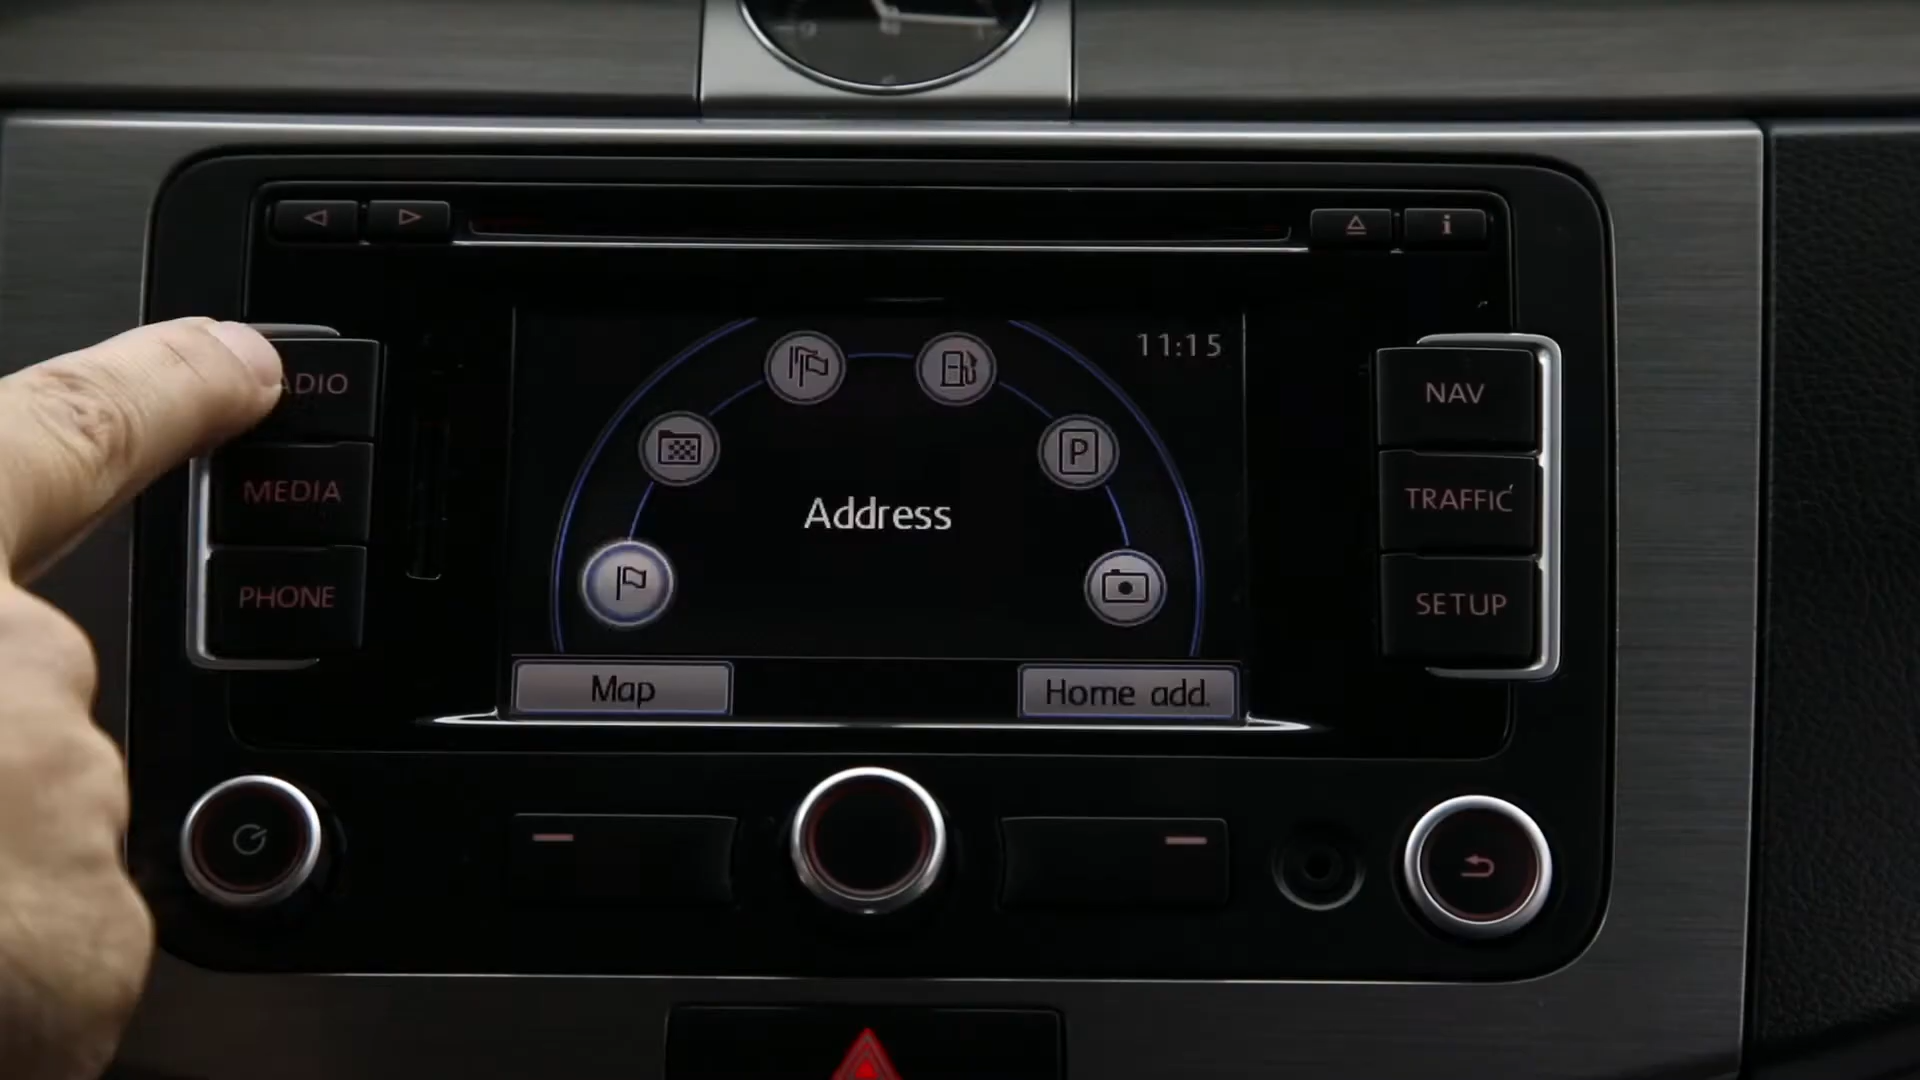 i
11:15
ADIO
NAV
P
MEDIA
TRAFFIC
Address
PHONE
SETUP
Map
Home add.